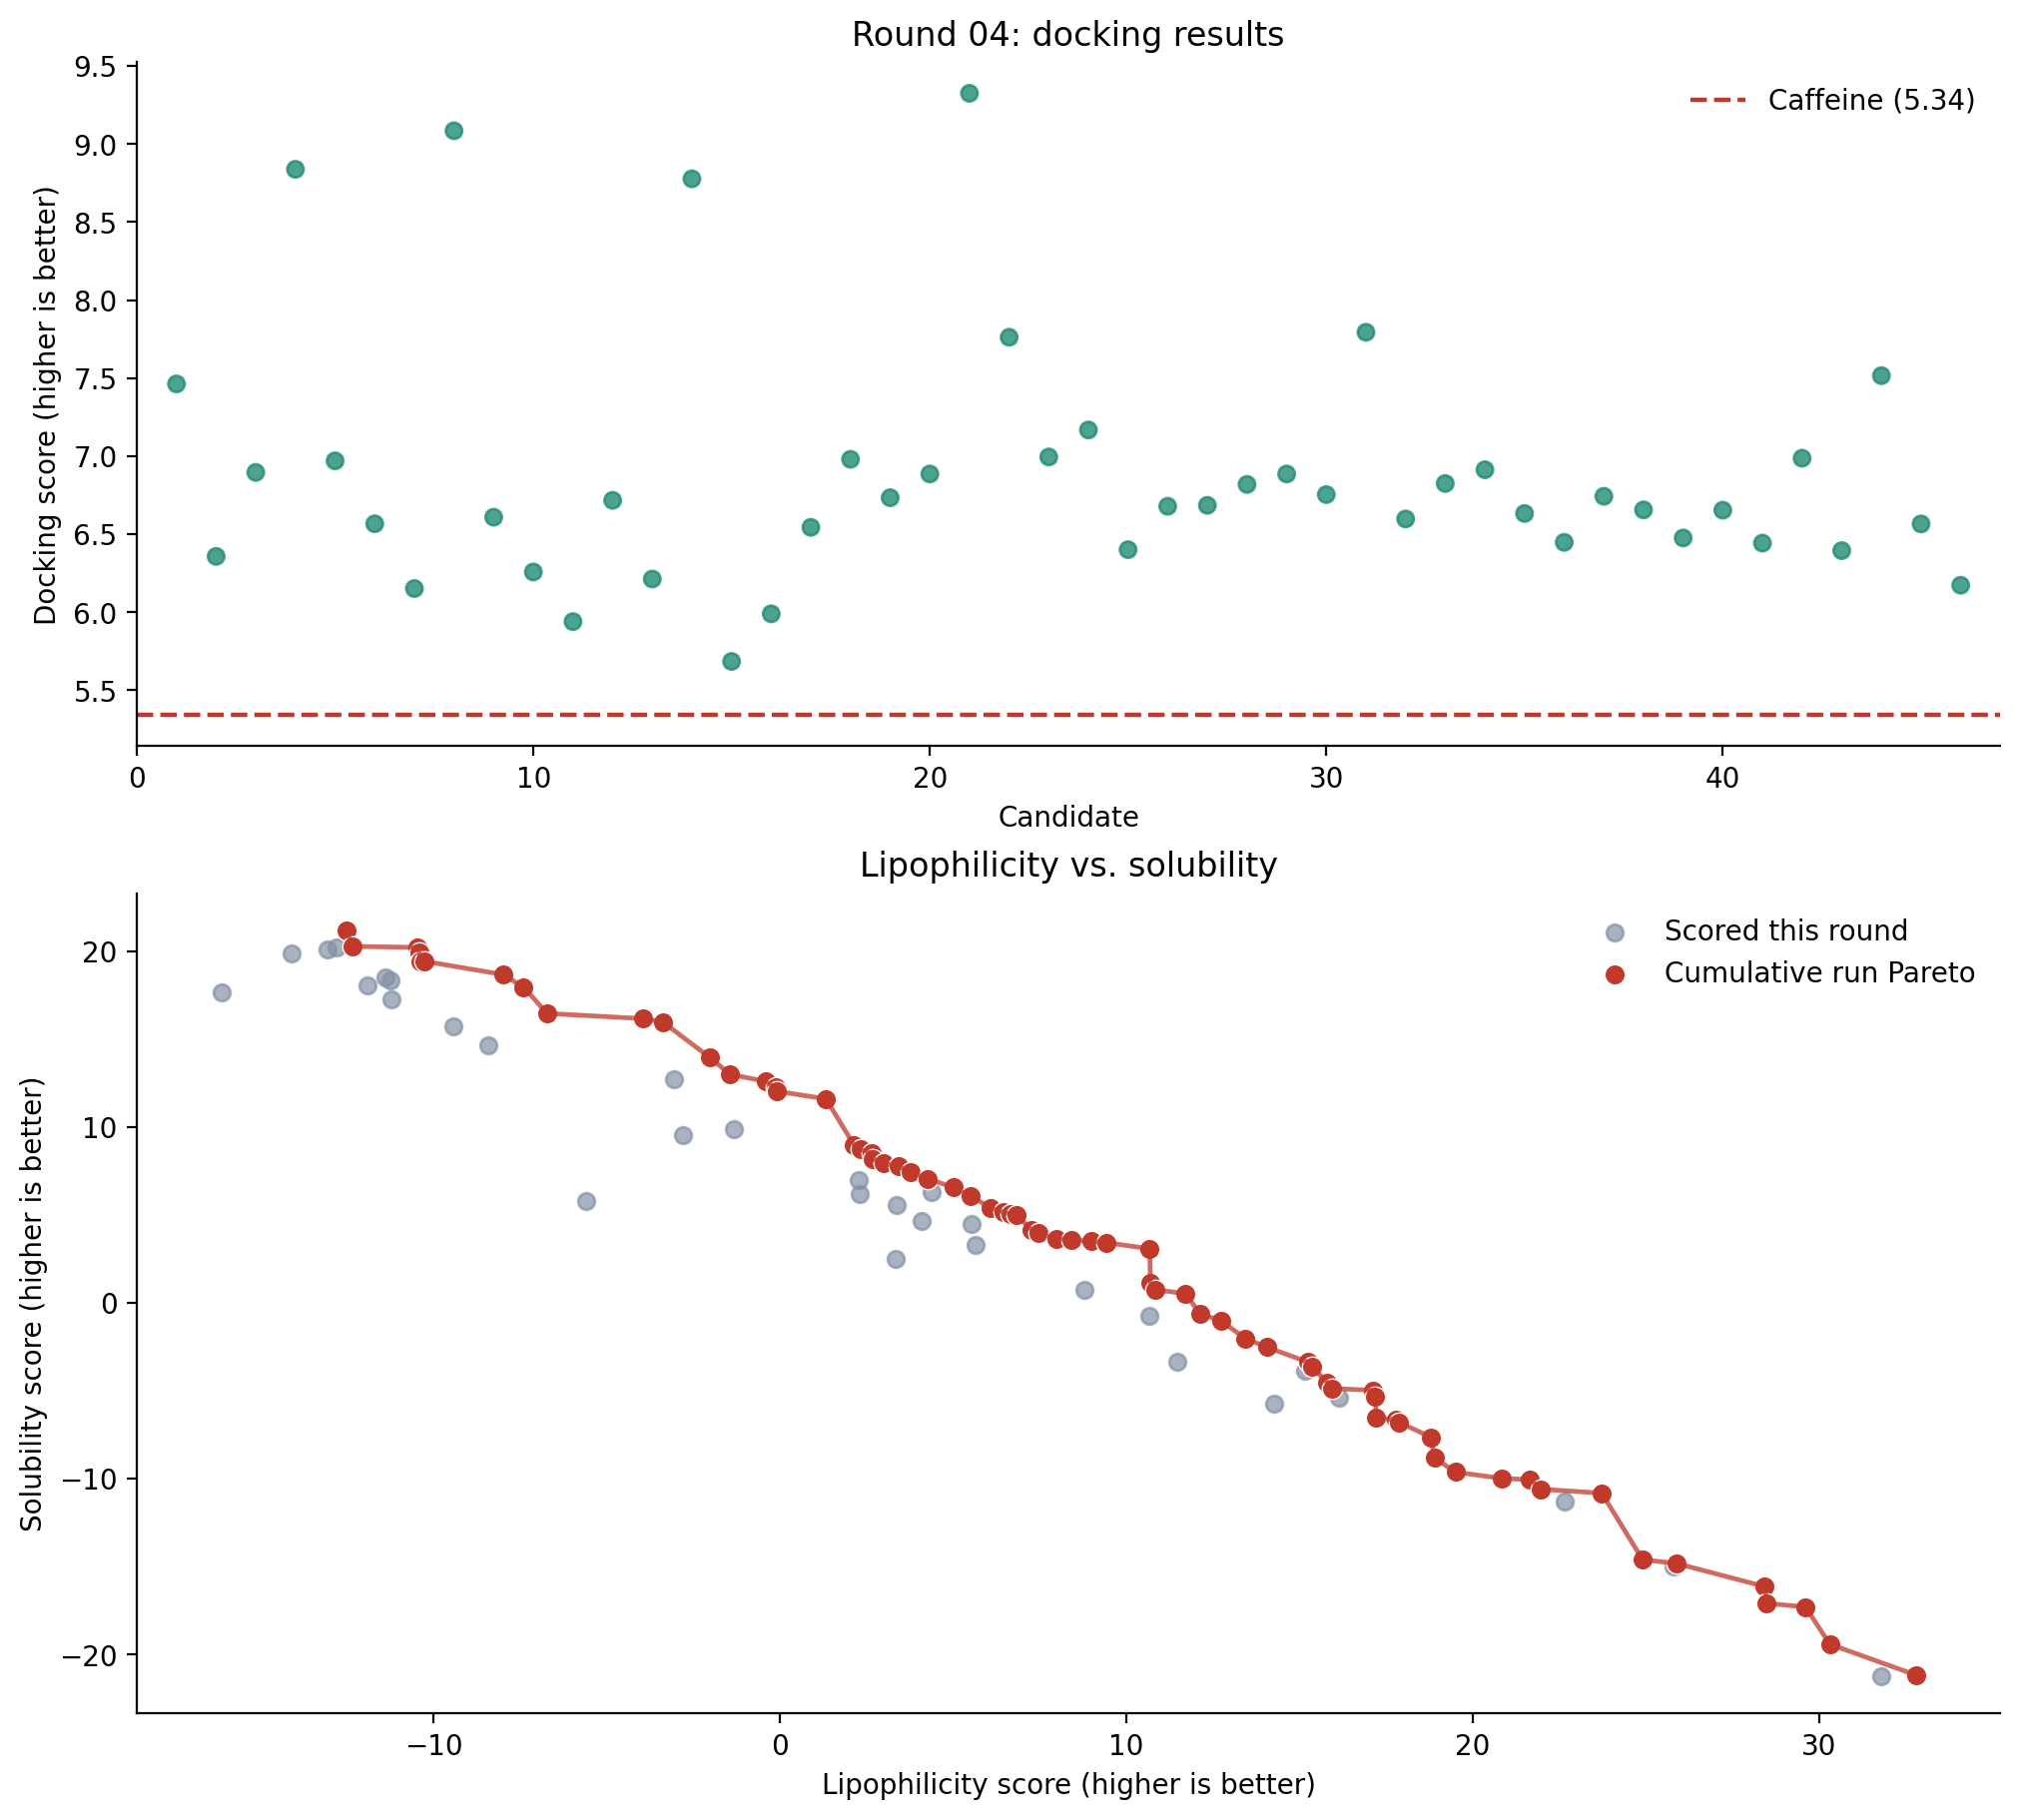 Round 04: docking results
Docking score (higher is better)
9.5
9.0
8.5
8.0
7.5
7.0
6.5
6.0
5.5
Caffeine (5.34)
0 10 20 30 40
Candidate
Lipophilicity vs. solubility
Solubility score (higher is better)
20
10
0
−10
−20
Scored this round
Cumulative run Pareto
−10 0 10 20 30
Lipophilicity score (higher is better)